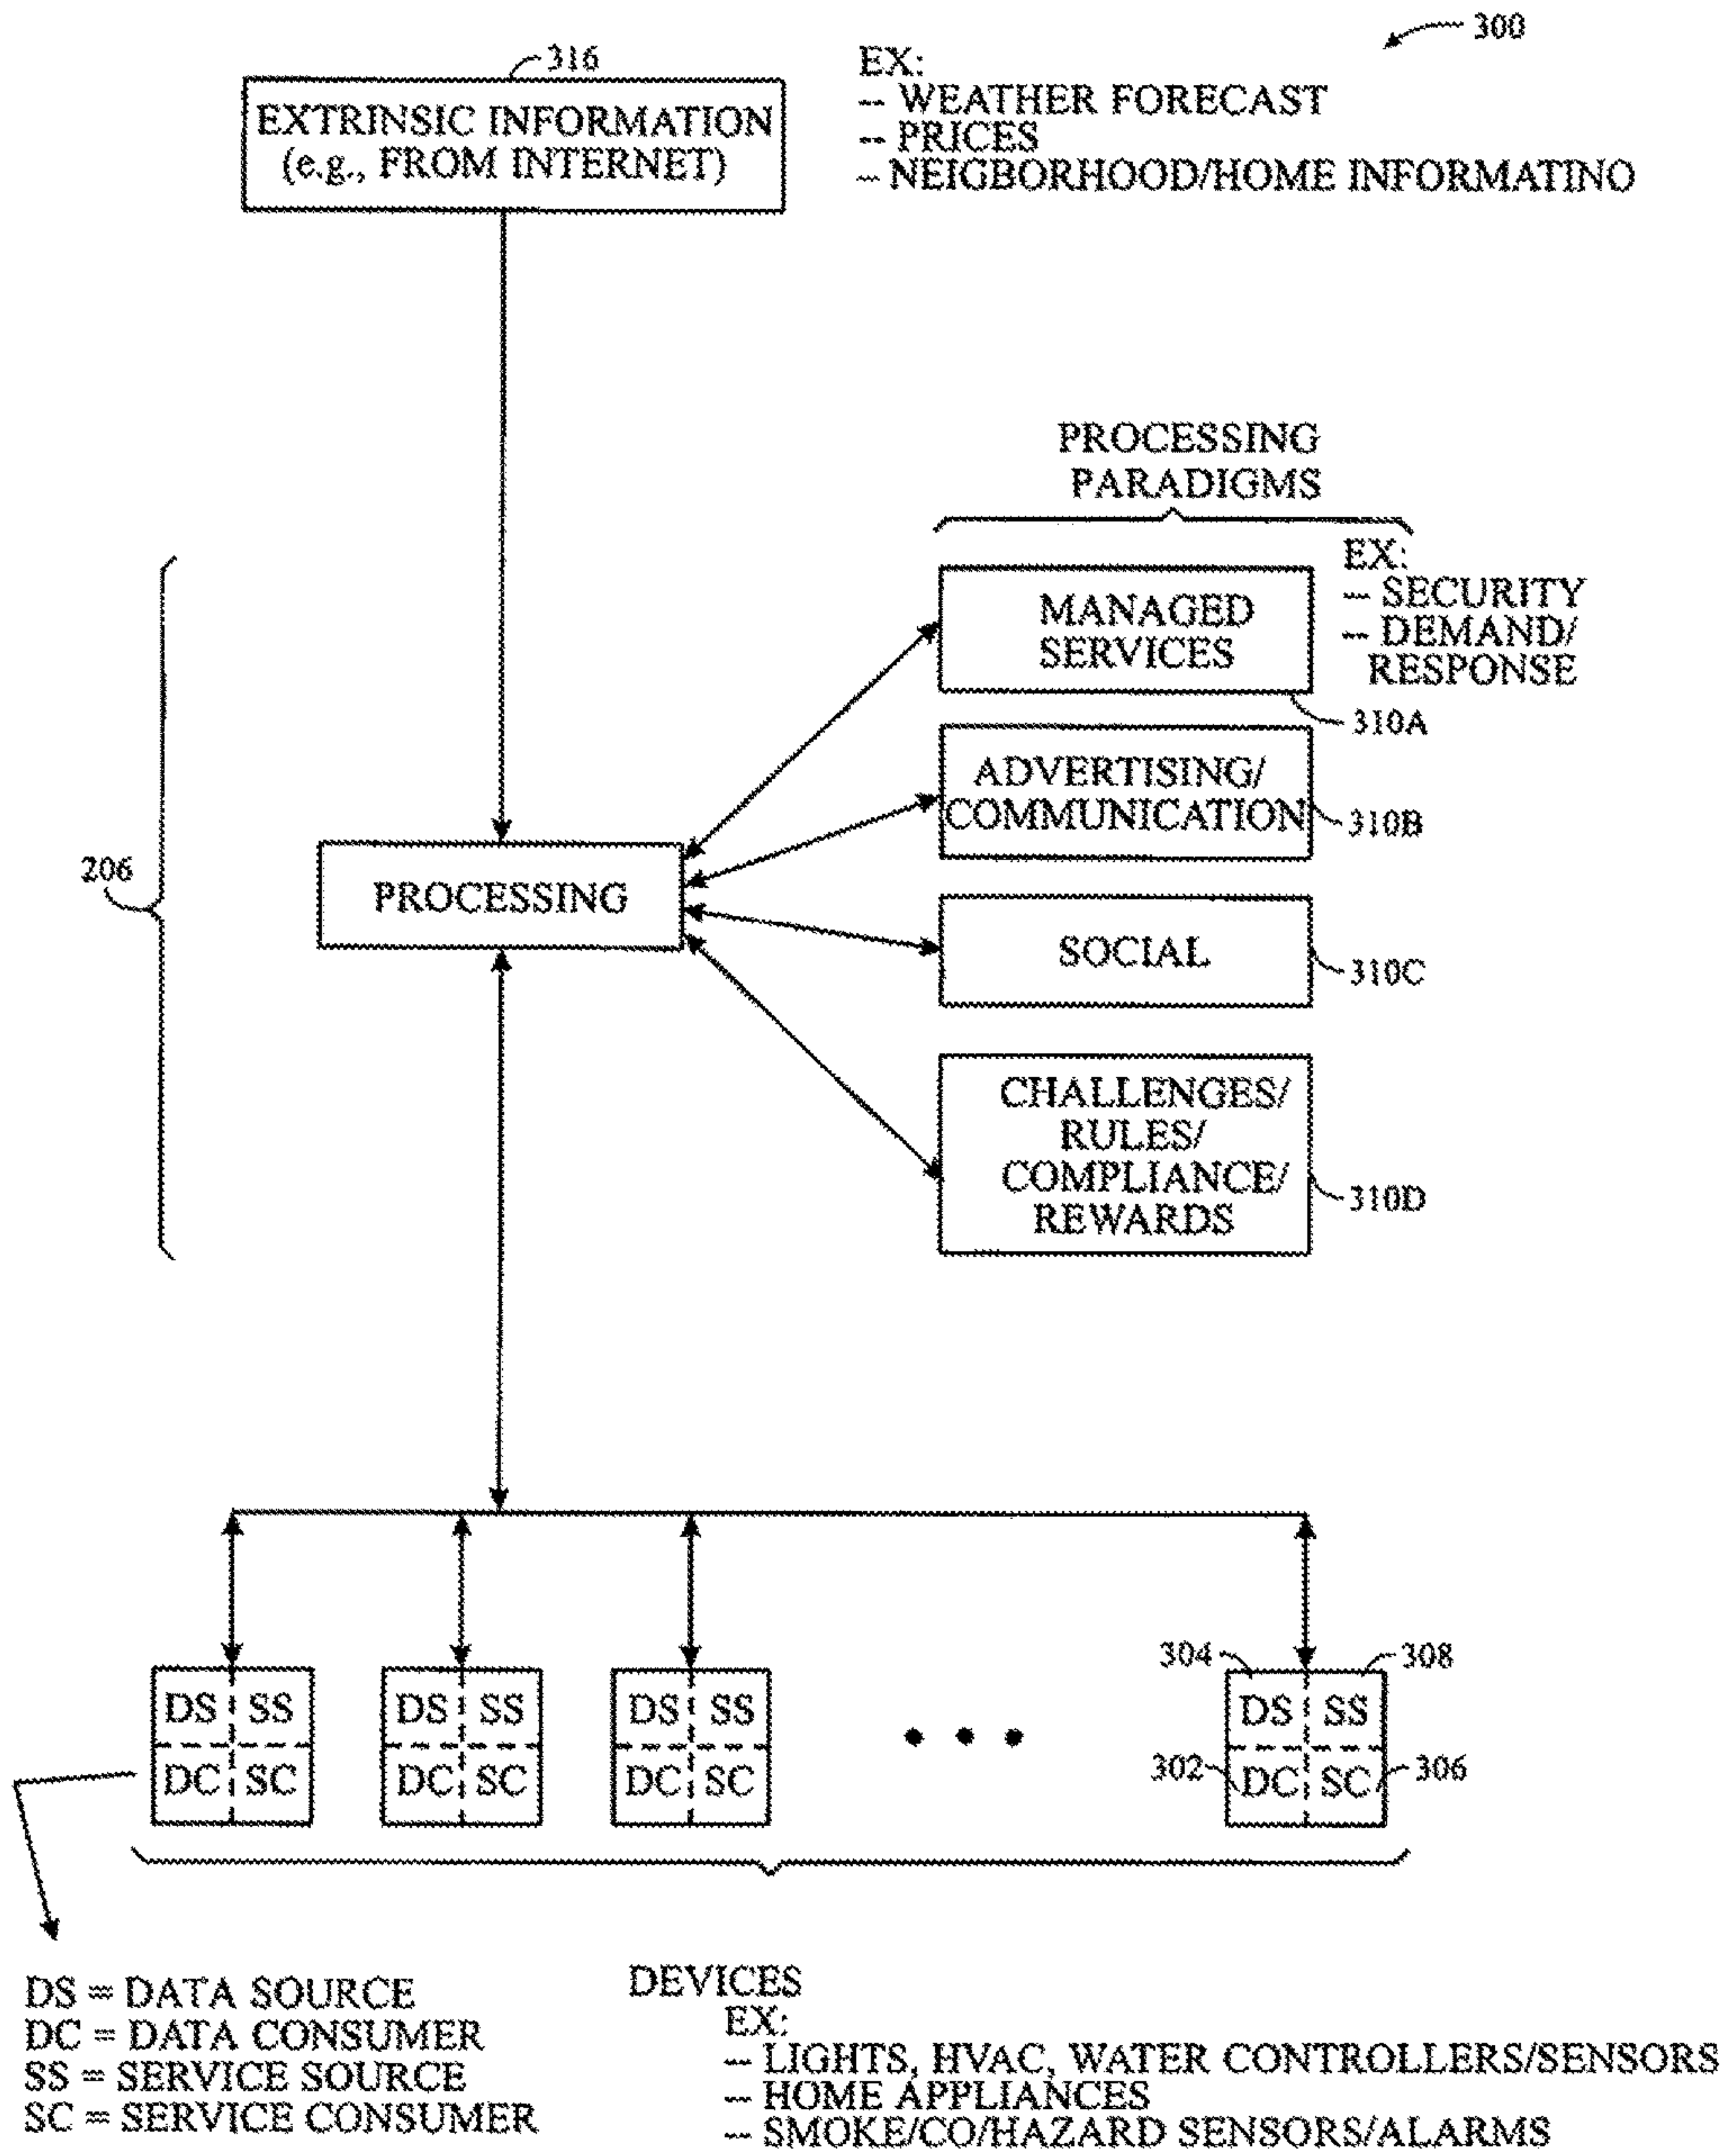 300
316
EXTRINSIC INFORMATION
(e.g., FROM INTERNET)
EX:
-- WEATHER FORECAST
-- PRICES
-- NEIGBORHOOD/HOME INFORMATINO
PROCESSING
PARADIGMS
EX:
-- SECURITY
-- DEMAND/
RESPONSE
MANAGED
SERVICES
310A
ADVERTISING/
COMMUNICATION
310B
206
PROCESSING
SOCIAL
310C
CHALLENGES/
RULES/
COMPLIANCE/
REWARDS
310D
304
308
DS SS
DS SS
DS SS
DS SS
DC SC
DC SC
DC SC
302
DC SC
306
DS = DATA SOURCE
DC = DATA CONSUMER
SS = SERVICE SOURCE
SC = SERVICE CONSUMER
DEVICES
EX:
-- LIGHTS, HVAC, WATER CONTROLLERS/SENSORS
-- HOME APPLIANCES
-- SMOKE/CO/HAZARD SENSORS/ALARMS